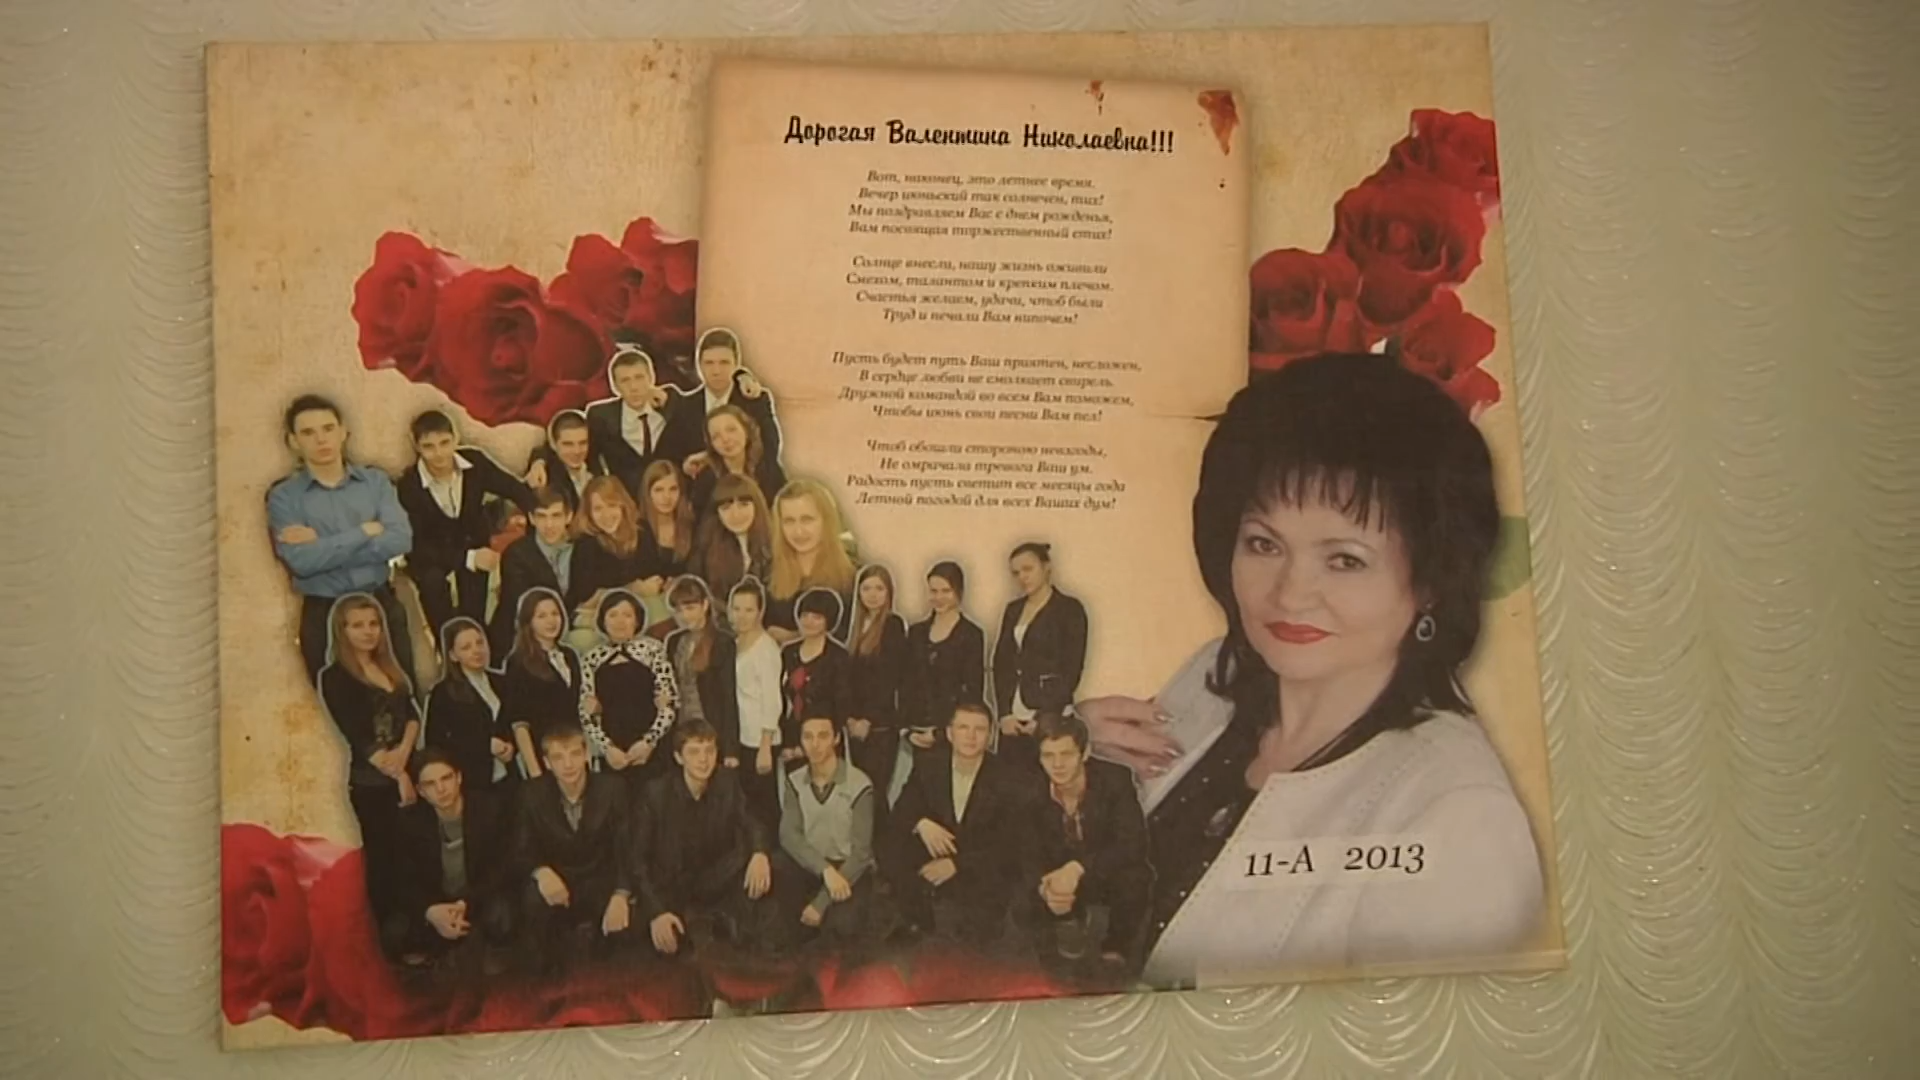 Дорогая Валентина Николаевна!!!
Вот, наконец, это летнее время,
Вечер июньский так солнечен, тих!
Мы поздравляем Вас с днем рожденья,
Вам посвящая торжественный стих!
Солнце внесли, нашу жизнь оживили
Смехом, талантом и крепким плечом.
Счастья желаем, удачи, чтоб были
Труд и печали Вам нипочем!
Пусть будет путь Ваш приятен, несложен,
В сердце любви не смолкает свирель.
Дружной командой во всем Вам поможем,
Чтобы июнь свои песни Вам пел!
Чтоб обошли стороною невзгоды,
Не омрачала тревога Ваш ум.
Радость пусть светит все месяцы года
Летней погодой для всех Ваших дум!
11-А 2013